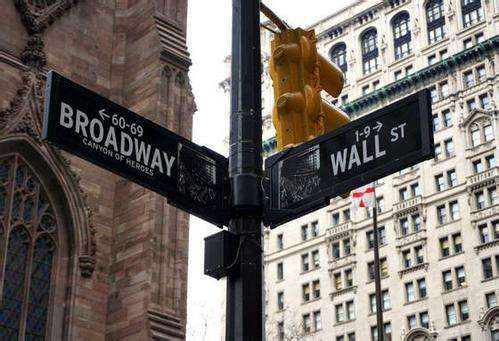 ←60-69
BROADWAY
CANYON OF HEROES
1-9→
WALL ST